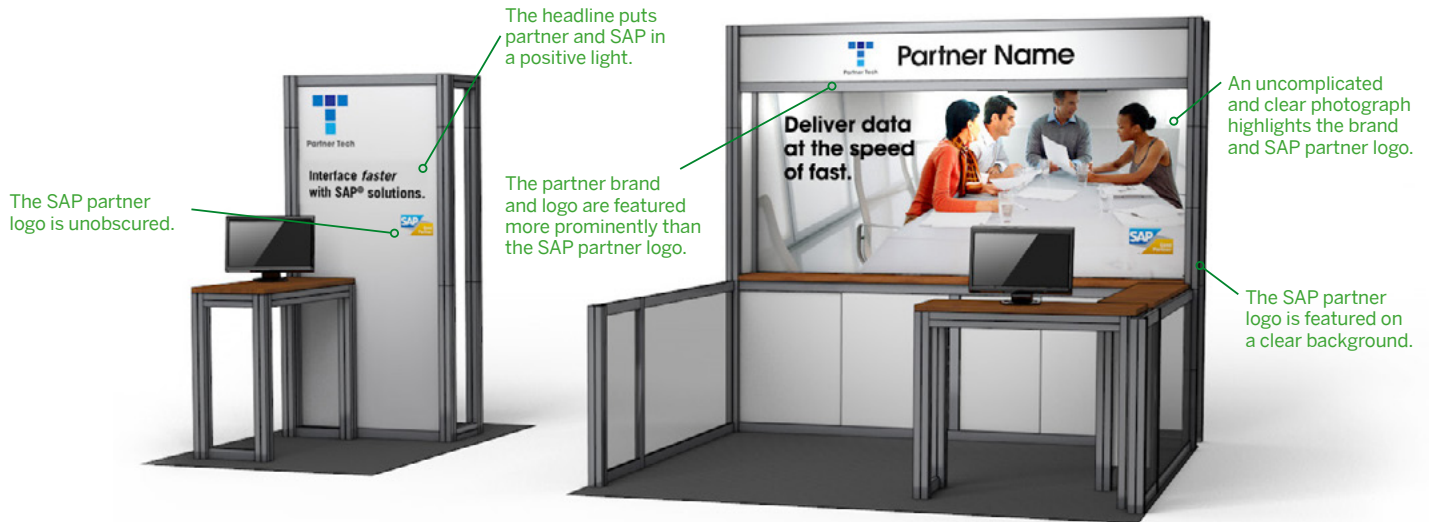 The headline puts
partner and SAP in
a positive light.
Partner Tech
Interface faster
with SAP® solutions.
SAP
The SAP partner
logo is unobscured.
The partner brand
and logo are featured
more prominently than
the SAP partner logo.
Partner Tech
Partner Name
Deliver data
at the speed
of fast.
SAP
An uncomplicated
and clear photograph
highlights the brand
and SAP partner logo.
The SAP partner
logo is featured on
a clear background.